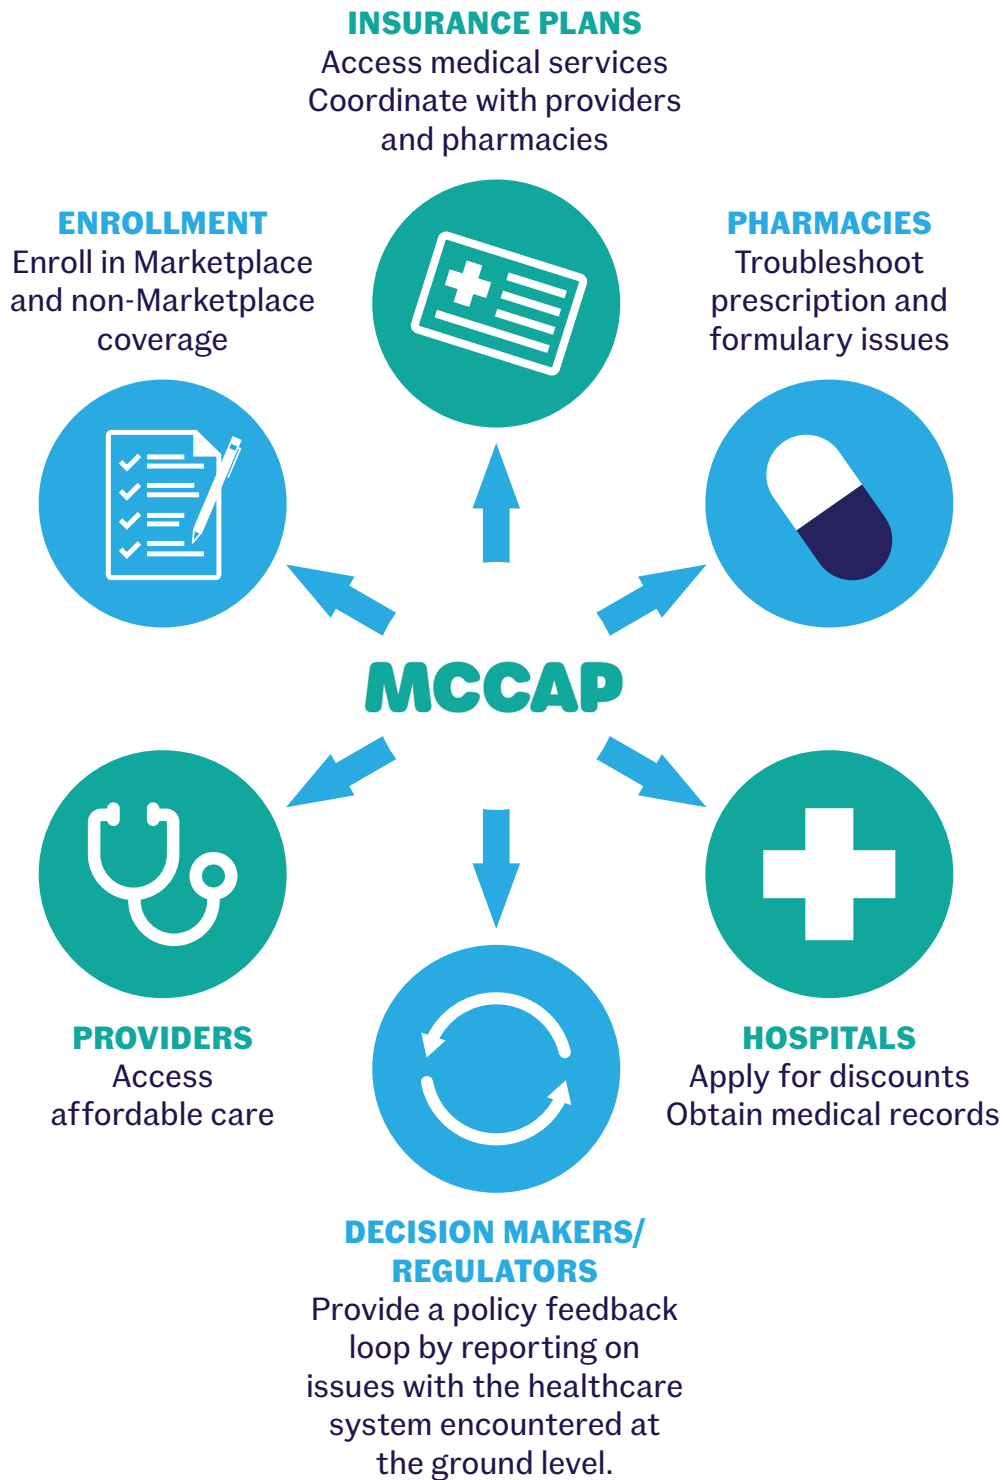 INSURANCE PLANS
Access medical services
Coordinate with providers
and pharmacies
ENROLLMENT
Enroll in Marketplace
and non-Marketplace
coverage
PHARMACIES
Troubleshoot
prescription and
formulary issues
MCCAP
PROVIDERS
Access
affordable care
HOSPITALS
Apply for discounts
Obtain medical records
DECISION MAKERS/
REGULATORS
Provide a policy feedback
loop by reporting on
issues with the healthcare
system encountered at
the ground level.